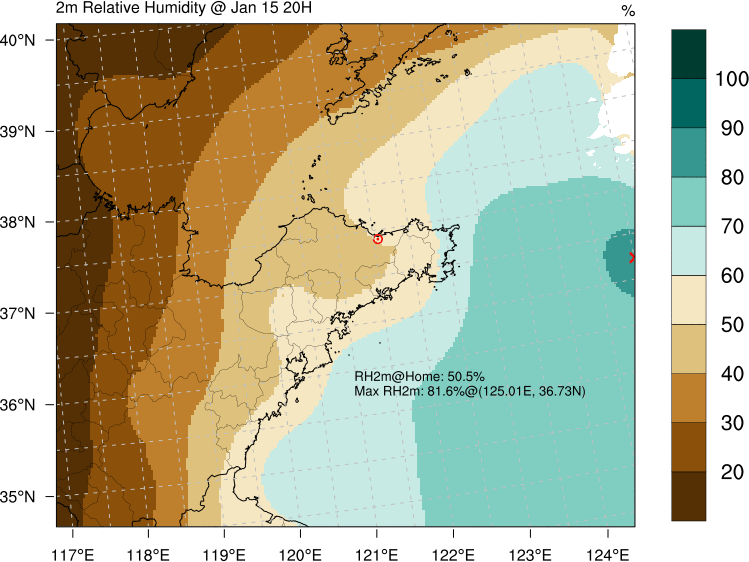 2m Relative Humidity @ Jan 15 20H
%
40°N
39°N
38°N
37°N
36°N
35°N
117°E 118°E 119°E 120°E 121°E 122°E 123°E 124°E
RH2m@Home: 50.5%
Max RH2m: 81.6%@(125.01E, 36.73N)
100
90
80
70
60
50
40
30
20